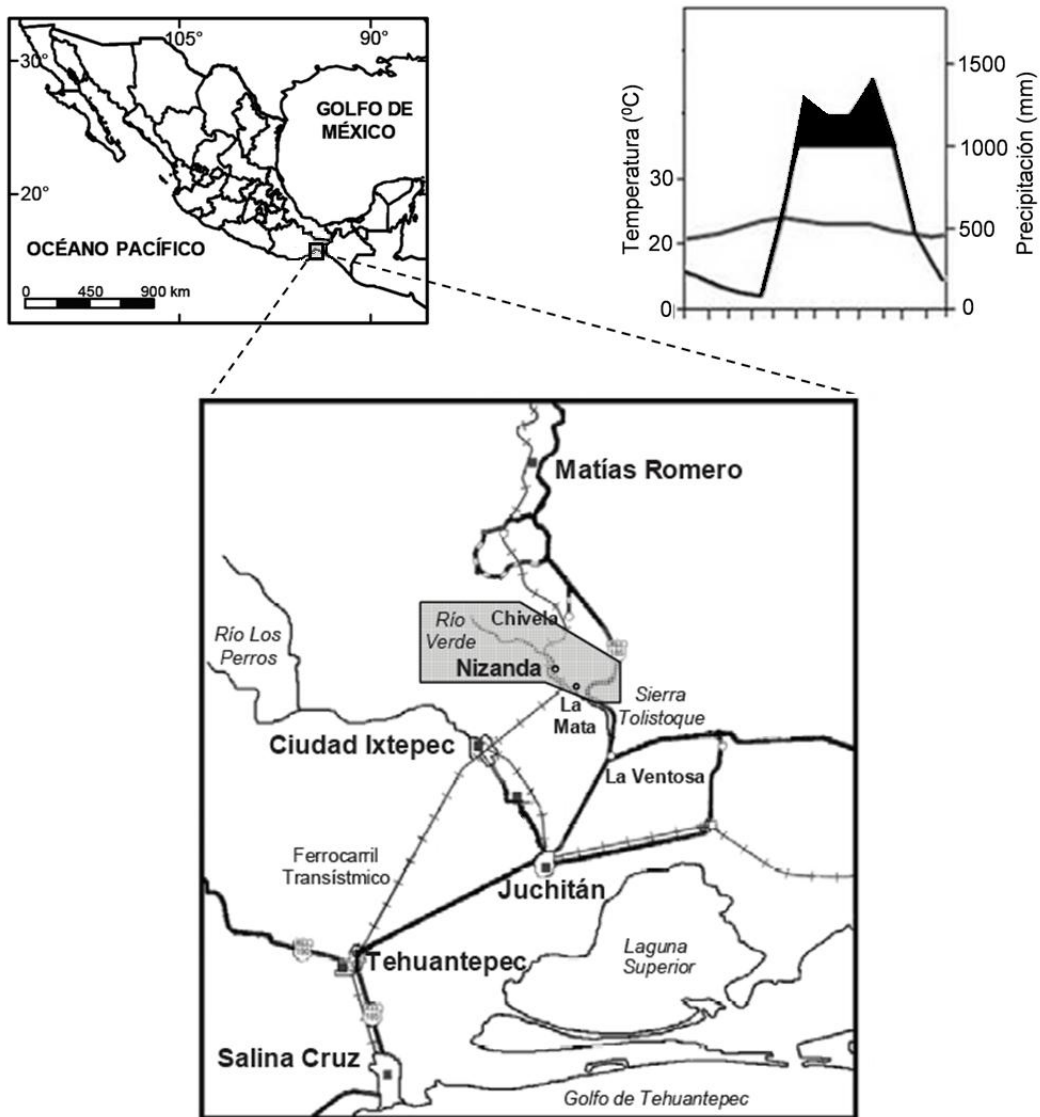 105°
90°
30°
GOLFO DE
MÉXICO
20°
OCÉANO PACÍFICO
0 450 900 km
Temperatura (⁰C)
30
20
0
1500
1000
500
0
Precipitación (mm)
Matías Romero
Chivela
Río
Verde
Río Los
Perros
Nizanda
La
Mata
Sierra
Tolistoque
Ciudad Ixtepec
La Ventosa
Ferrocarril
Transístmico
Juchitán
Laguna
Superior
Tehuantepec
Salina Cruz
Golfo de Tehuantepec